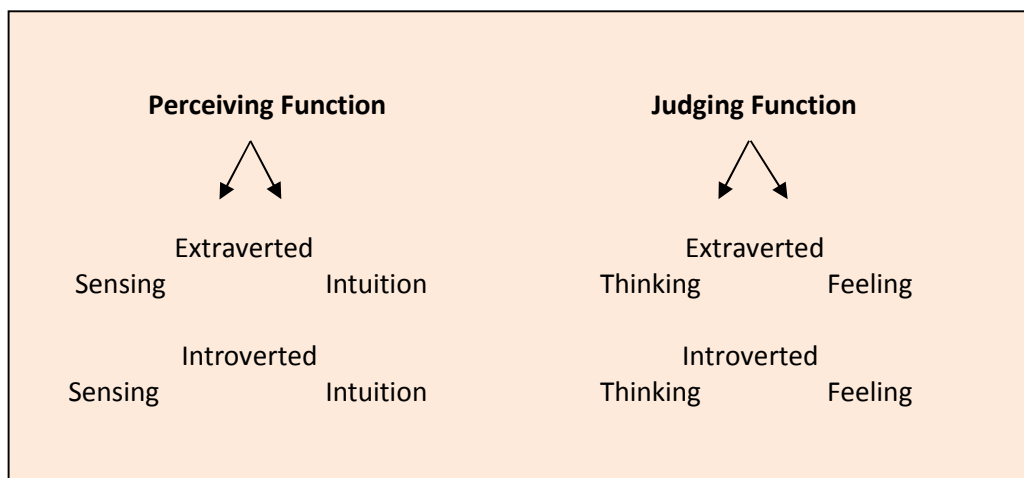 Perceiving Function
Judging Function
Extraverted
Sensing Intuition
Introverted
Sensing Intuition
Extraverted
Thinking Feeling
Introverted
Thinking Feeling